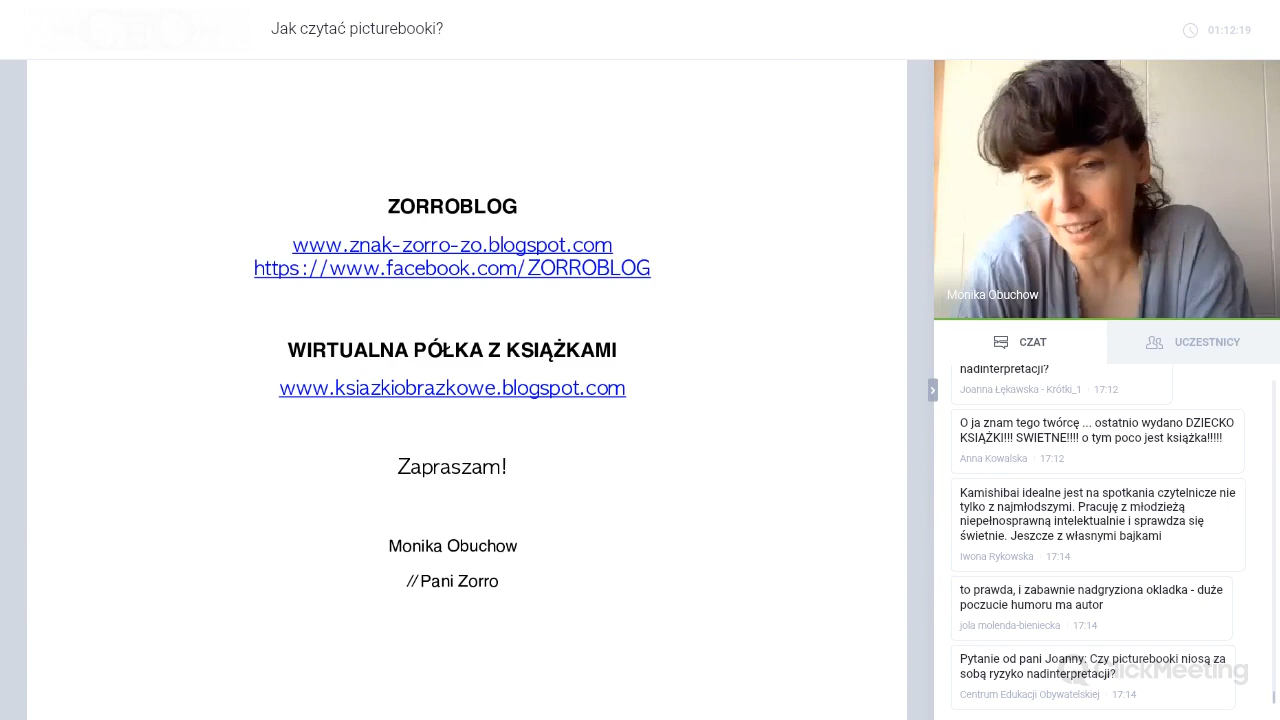 Jak czytać picturebooki?
01:12:19
ZORROBLOG
www.znak-zorro-zo.blogspot.com
https://www.facebook.com/ZORROBLOG
WIRTUALNA PÓŁKA Z KSIĄŻKAMI
www.ksiazkiobrazkowe.blogspot.com
Zapraszam!
Monika Obuchow
//Pani Zorro
Monika Obuchow
CZAT
UCZESTNICY
nadinterpretacji?
Joanna Łękawska - Krótki_1 17:12
O ja znam tego twórcę ... ostatnio wydano DZIECKO
KSIĄŻKI!!! SWIETNE!!!! o tym poco jest książka!!!!!
Anna Kowalska 17:12
Kamishibai idealne jest na spotkania czytelnicze nie
tylko z najmłodszymi. Pracuję z młodzieżą
niepełnosprawną intelektualnie i sprawdza się
świetnie. Jeszcze z własnymi bajkami
Iwona Rykowska 17:14
to prawda, i zabawnie nadgryziona okladka - duże
poczucie humoru ma autor
jola molenda-bieniecka 17:14
Pytanie od pani Joanny: Czy picturebooki niosą za
sobą ryzyko nadinterpretacji?
Centrum Edukacji Obywatelskiej 17:14
ClickMeeting